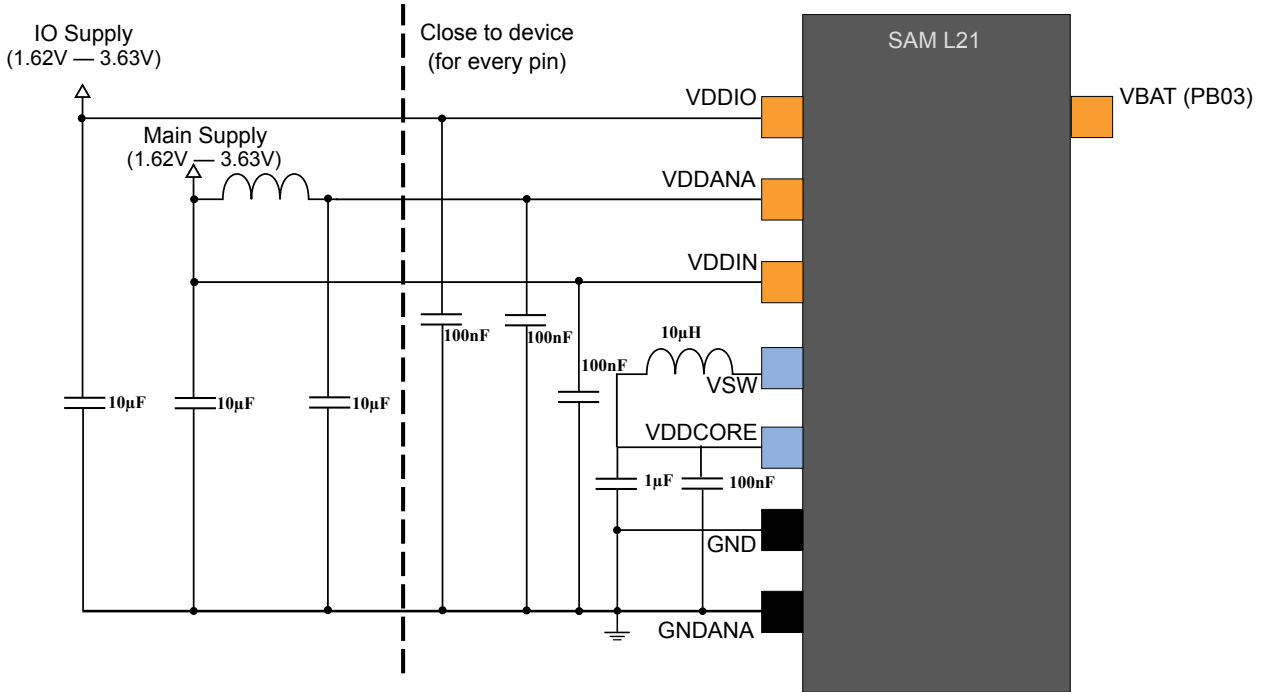 IO Supply
(1.62V — 3.63V)
Close to device
(for every pin)
SAM L21
VDDIO
VBAT (PB03)
Main Supply
(1.62V — 3.63V)
VDDANA
VDDIN
100nF
100nF
10µH
100nF
VSW
10µF
10µF
10µF
VDDCORE
1µF
100nF
GND
GNDANA